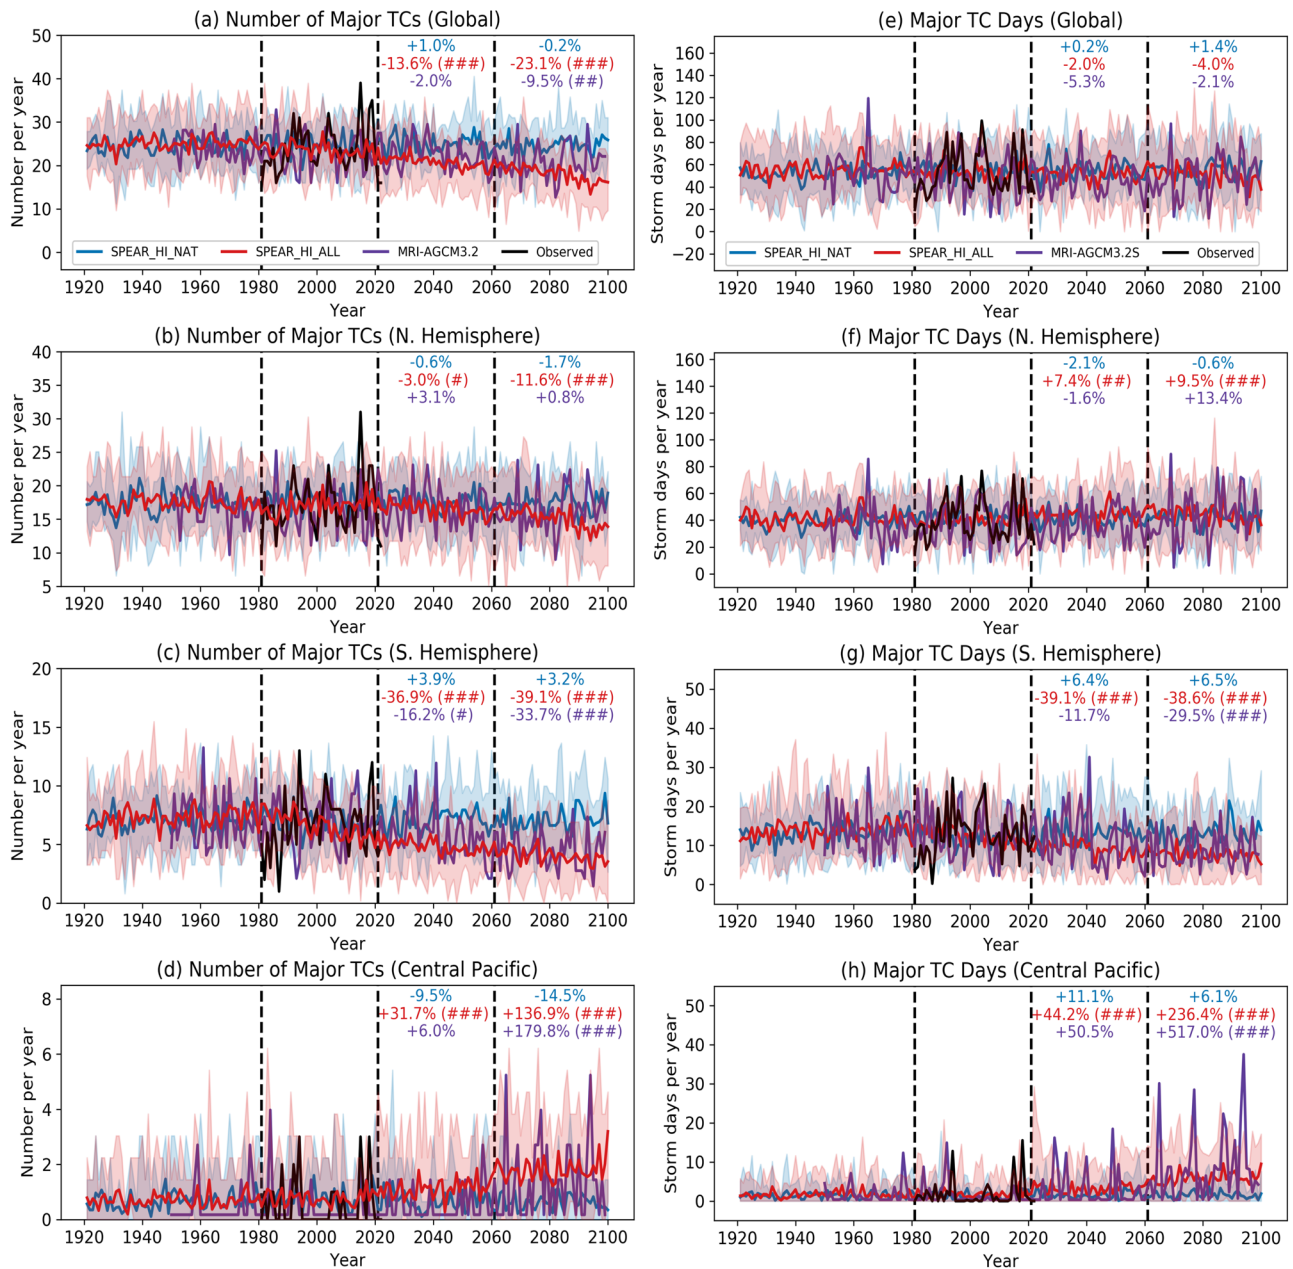 (a) Number of Major TCs (Global)
Number per year
50
40
30
20
10
0
+1.0%
-0.2%
-13.6% (###)
-23.1% (###)
-2.0%
-9.5% (##)
SPEAR_HI_NAT
SPEAR_HI_ALL
MRI-AGCM3.2
Observed
1920 1940 1960 1980 2000 2020 2040 2060 2080 2100
Year
(e) Major TC Days (Global)
Storm days per year
160
140
120
100
80
60
40
20
0
−20
+0.2%
+1.4%
-2.0%
-4.0%
-5.3%
-2.1%
SPEAR_HI_NAT
SPEAR_HI_ALL
MRI-AGCM3.2S
Observed
1920 1940 1960 1980 2000 2020 2040 2060 2080 2100
Year
(b) Number of Major TCs (N. Hemisphere)
Number per year
40
35
30
25
20
15
10
5
-0.6%
-1.7%
-3.0% (#)
-11.6% (###)
+3.1%
+0.8%
1920 1940 1960 1980 2000 2020 2040 2060 2080 2100
Year
(f) Major TC Days (N. Hemisphere)
Storm days per year
160
140
120
100
80
60
40
20
0
-2.1%
-0.6%
+7.4% (##)
+9.5% (###)
-1.6%
+13.4%
1920 1940 1960 1980 2000 2020 2040 2060 2080 2100
Year
(c) Number of Major TCs (S. Hemisphere)
Number per year
20
15
10
5
0
+3.9%
+3.2%
-36.9% (###)
-39.1% (###)
-16.2% (#)
-33.7% (###)
1920 1940 1960 1980 2000 2020 2040 2060 2080 2100
Year
(g) Major TC Days (S. Hemisphere)
Storm days per year
50
40
30
20
10
0
+6.4%
+6.5%
-39.1% (###)
-38.6% (###)
-11.7%
-29.5% (###)
1920 1940 1960 1980 2000 2020 2040 2060 2080 2100
Year
(d) Number of Major TCs (Central Pacific)
Number per year
8
6
4
2
0
-9.5%
-14.5%
+31.7% (###)
+136.9% (###)
+6.0%
+179.8% (###)
1920 1940 1960 1980 2000 2020 2040 2060 2080 2100
Year
(h) Major TC Days (Central Pacific)
Storm days per year
50
40
30
20
10
0
+11.1%
+6.1%
+44.2% (###)
+236.4% (###)
+50.5%
+517.0% (###)
1920 1940 1960 1980 2000 2020 2040 2060 2080 2100
Year